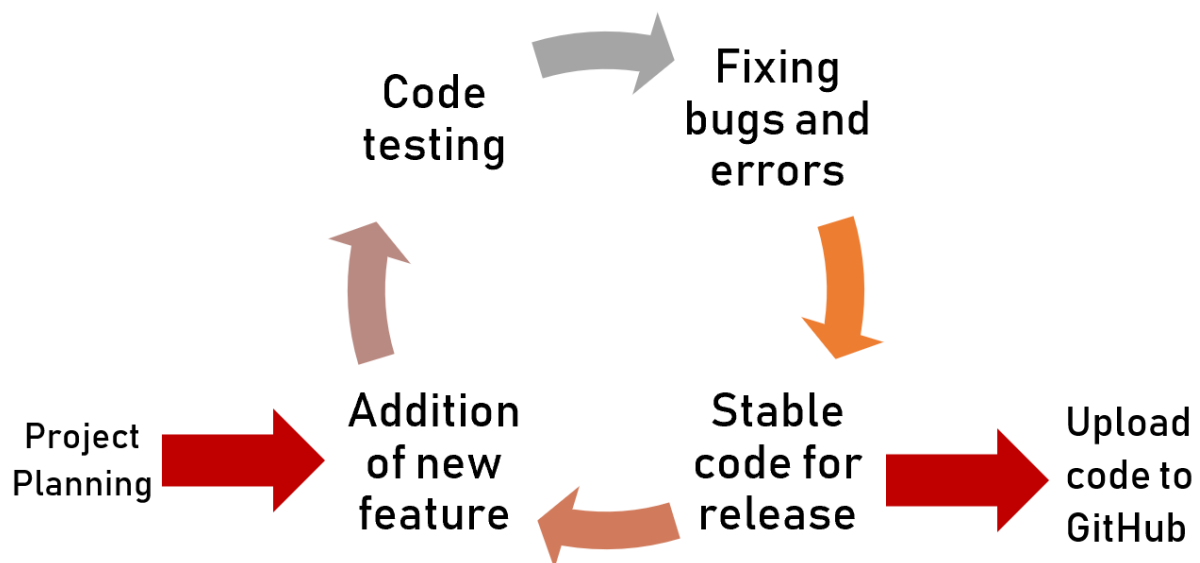 Code
testing
Fixing
bugs and
errors
Project
Planning
Addition
of new
feature
Stable
code for
release
Upload
code to
GitHub